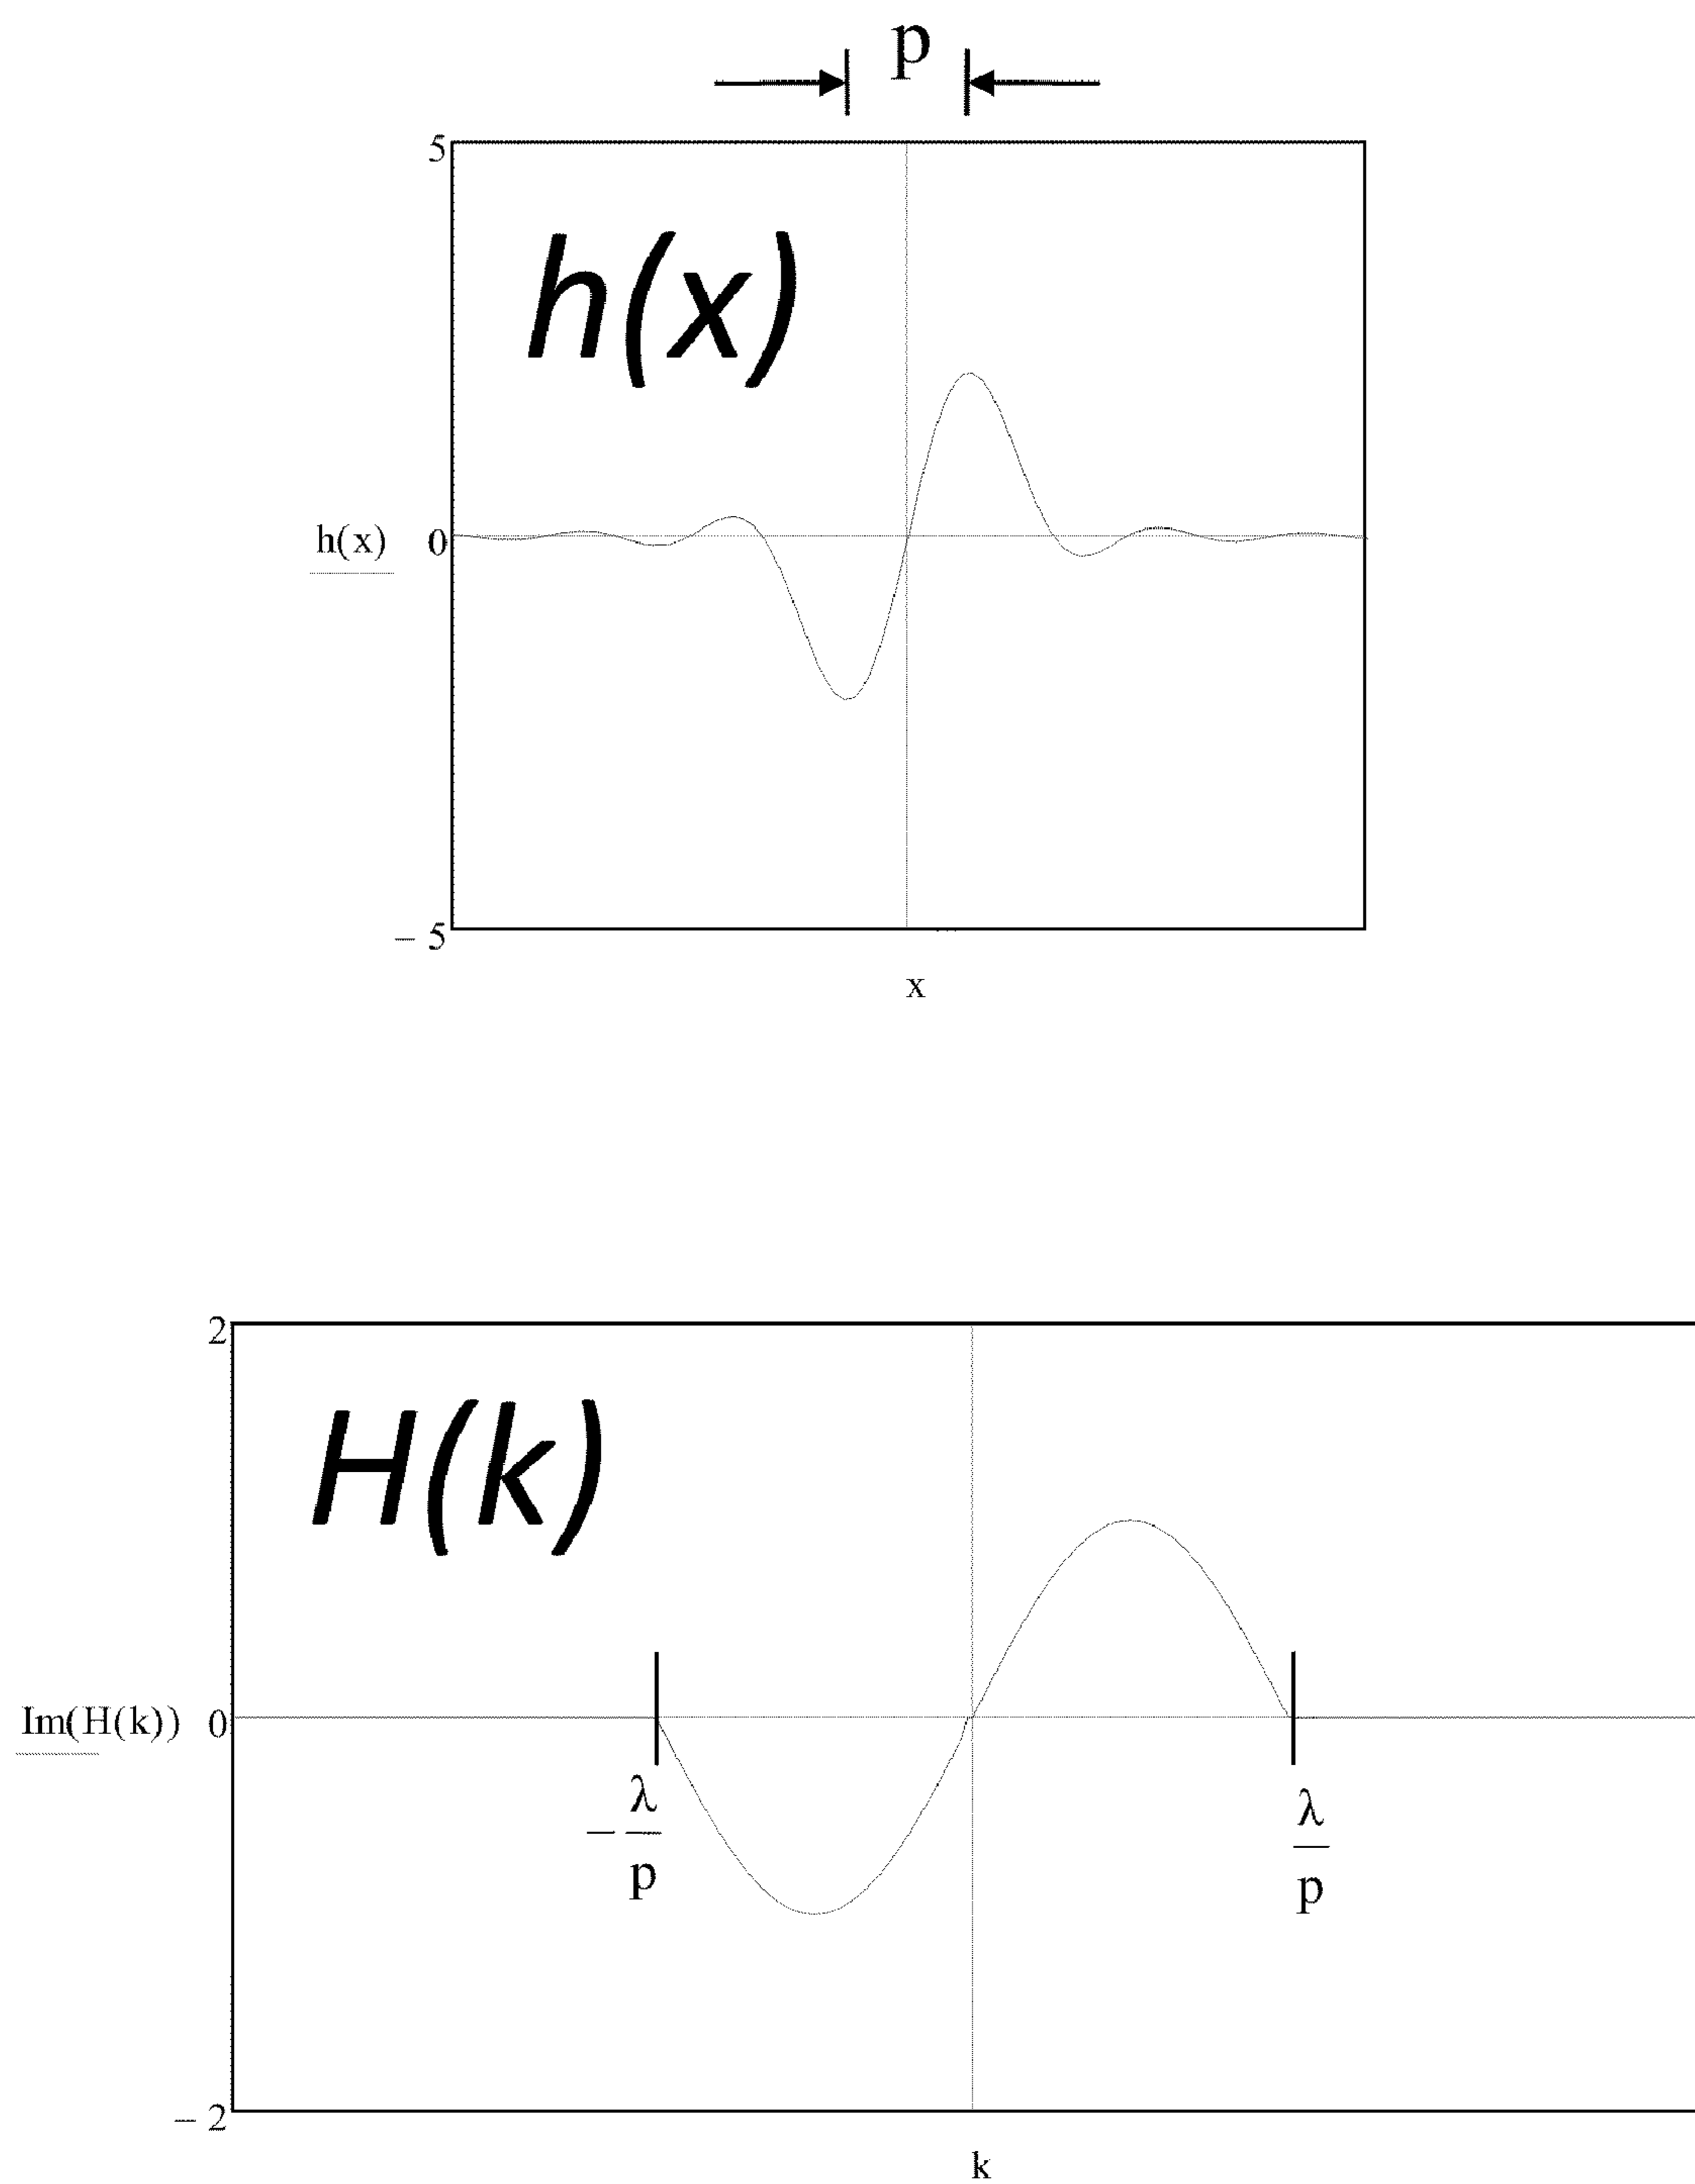 p
5
h(x)
h(x) 0
– 5
x
2
H(k)
Im(H(k)) 0
– λ/p
λ/p
– 2
k